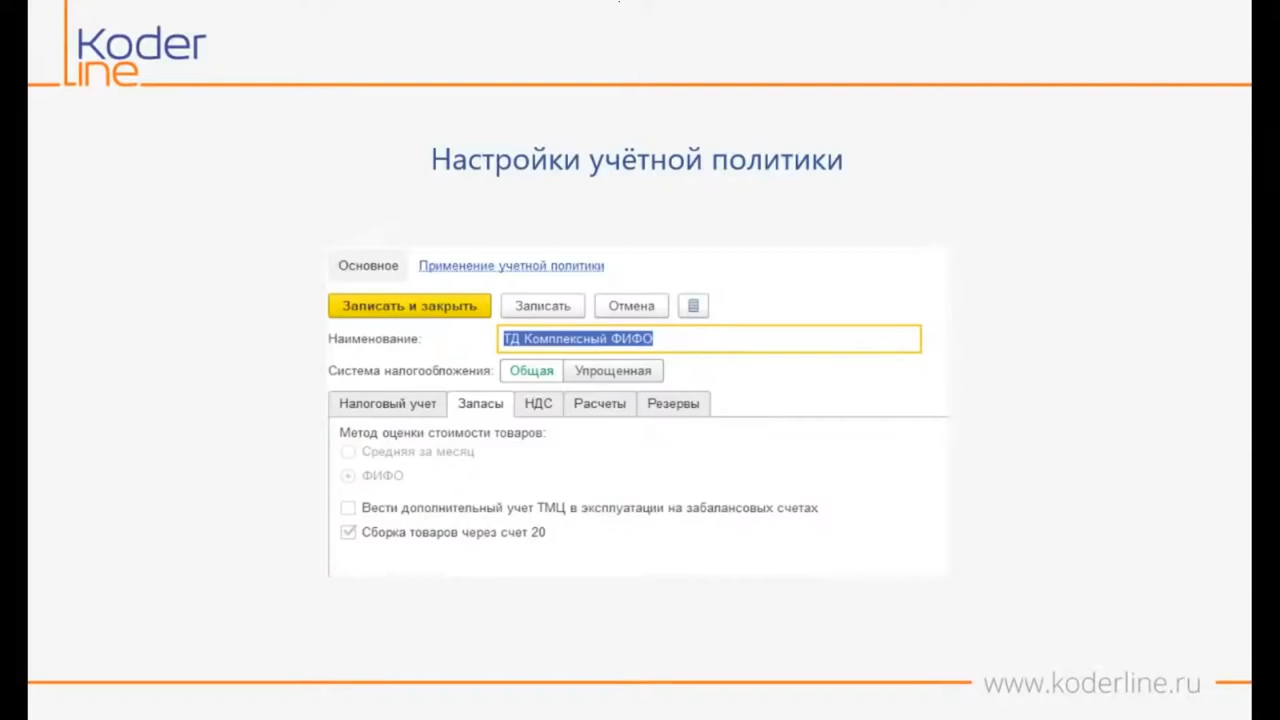 Koder
Line
Настройки учётной политики
Основное Применение учетной политики
Записать и закрыть Записать Отмена
Наименование: ТД Комплексный ФИФО
Система налогообложения: Общая Упрощенная
Налоговый учет Запасы НДС Расчеты Резервы
Метод оценки стоимости товаров:
Средняя за месяц
ФИФО
Вести дополнительный учет ТМЦ в эксплуатации на забалансовых счетах
Сборка товаров через счет 20
www.koderline.ru